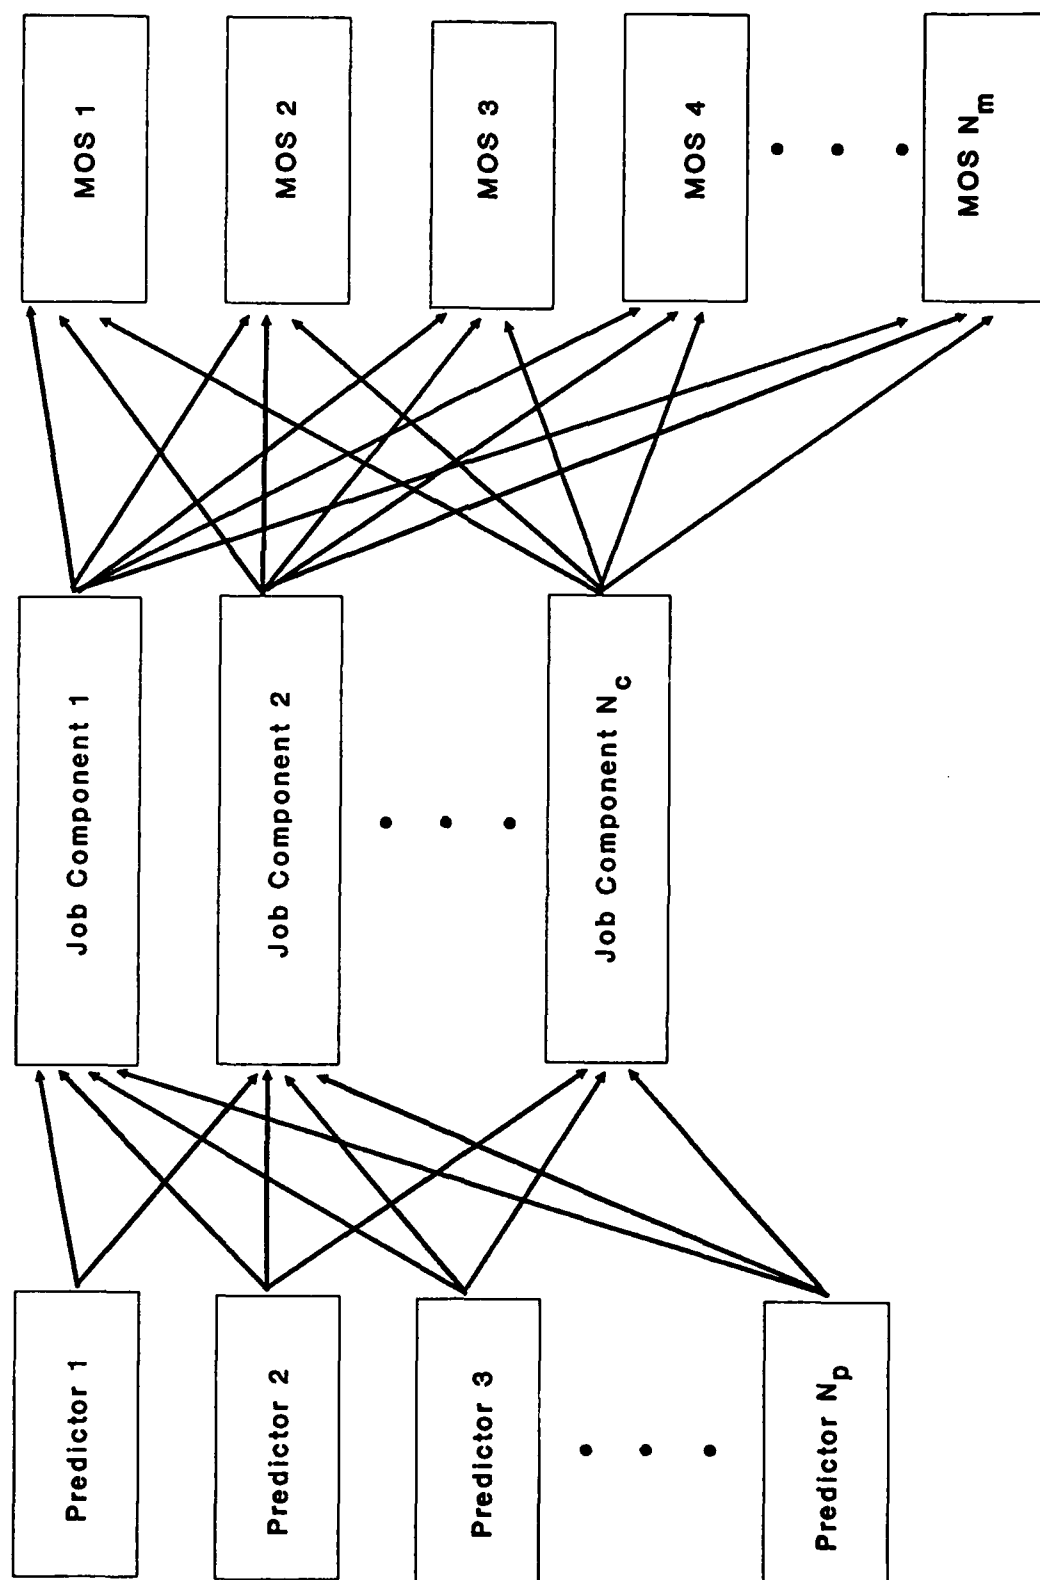 Predictor 1
Predictor 2
Predictor 3
Predictor Np
Job Component 1
Job Component 2
Job Component Nc
MOS 1
MOS 2
MOS 3
MOS 4
MOS Nm